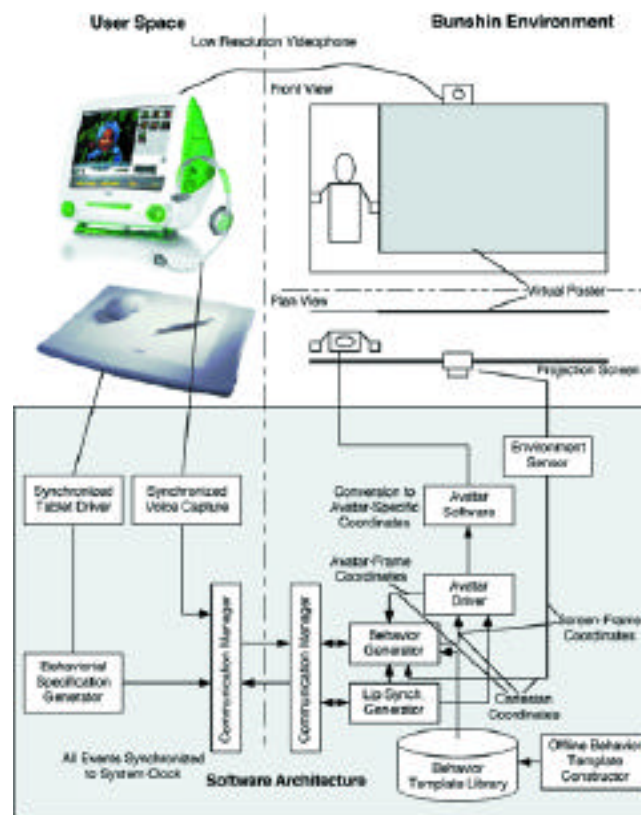 User Space
Bunshin Environment
Low Resolution Videophone
Front View
Virtual Poster
Plan View
Projection Screen
Environment
Sensor
Synchronized
Tablet Driver
Synchronized
Voice Capture
Conversion to
Avatar-Specific
Coordinates
Avatar
Software
Avatar-Frame
Coordinates
Avatar
Driver
Screen-Frame
Coordinates
Communication Manager
Communication Manager
Behavior
Generator
Behavioral
Specification
Generator
Lip-Synch.
Generator
Cartesian
Coordinates
All Events Synchronized
to System-Clock
Software Architecture
Behavior
Template Library
Offline Behavior
Template
Constructor